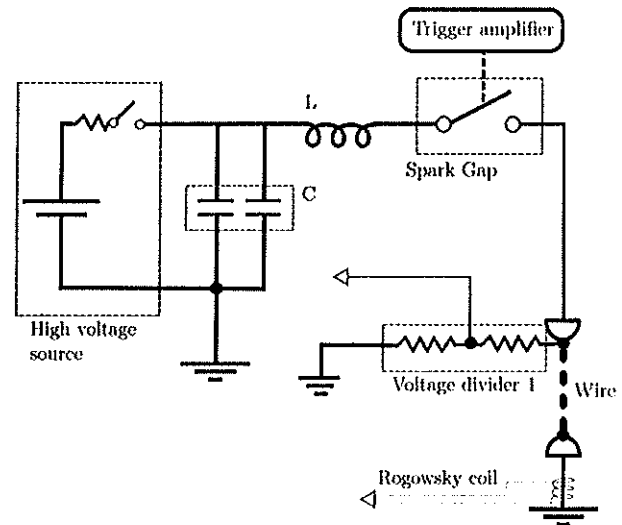 Trigger amplifier
L
Spark Gap
C
High voltage
source
Voltage divider 1
Wire
Rogowsky coil